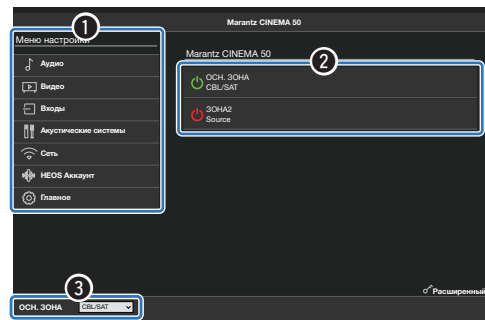 Marantz CINEMA 50
1
Меню настройки
Аудио
Видео
Входы
Акустические системы
Сеть
HEOS Аккаунт
Главное
Marantz CINEMA 50
2
ОСН. ЗОНА
CBL/SAT
ЗОНА2
Source
Расширенный
3
ОСН. ЗОНА CBL/SAT